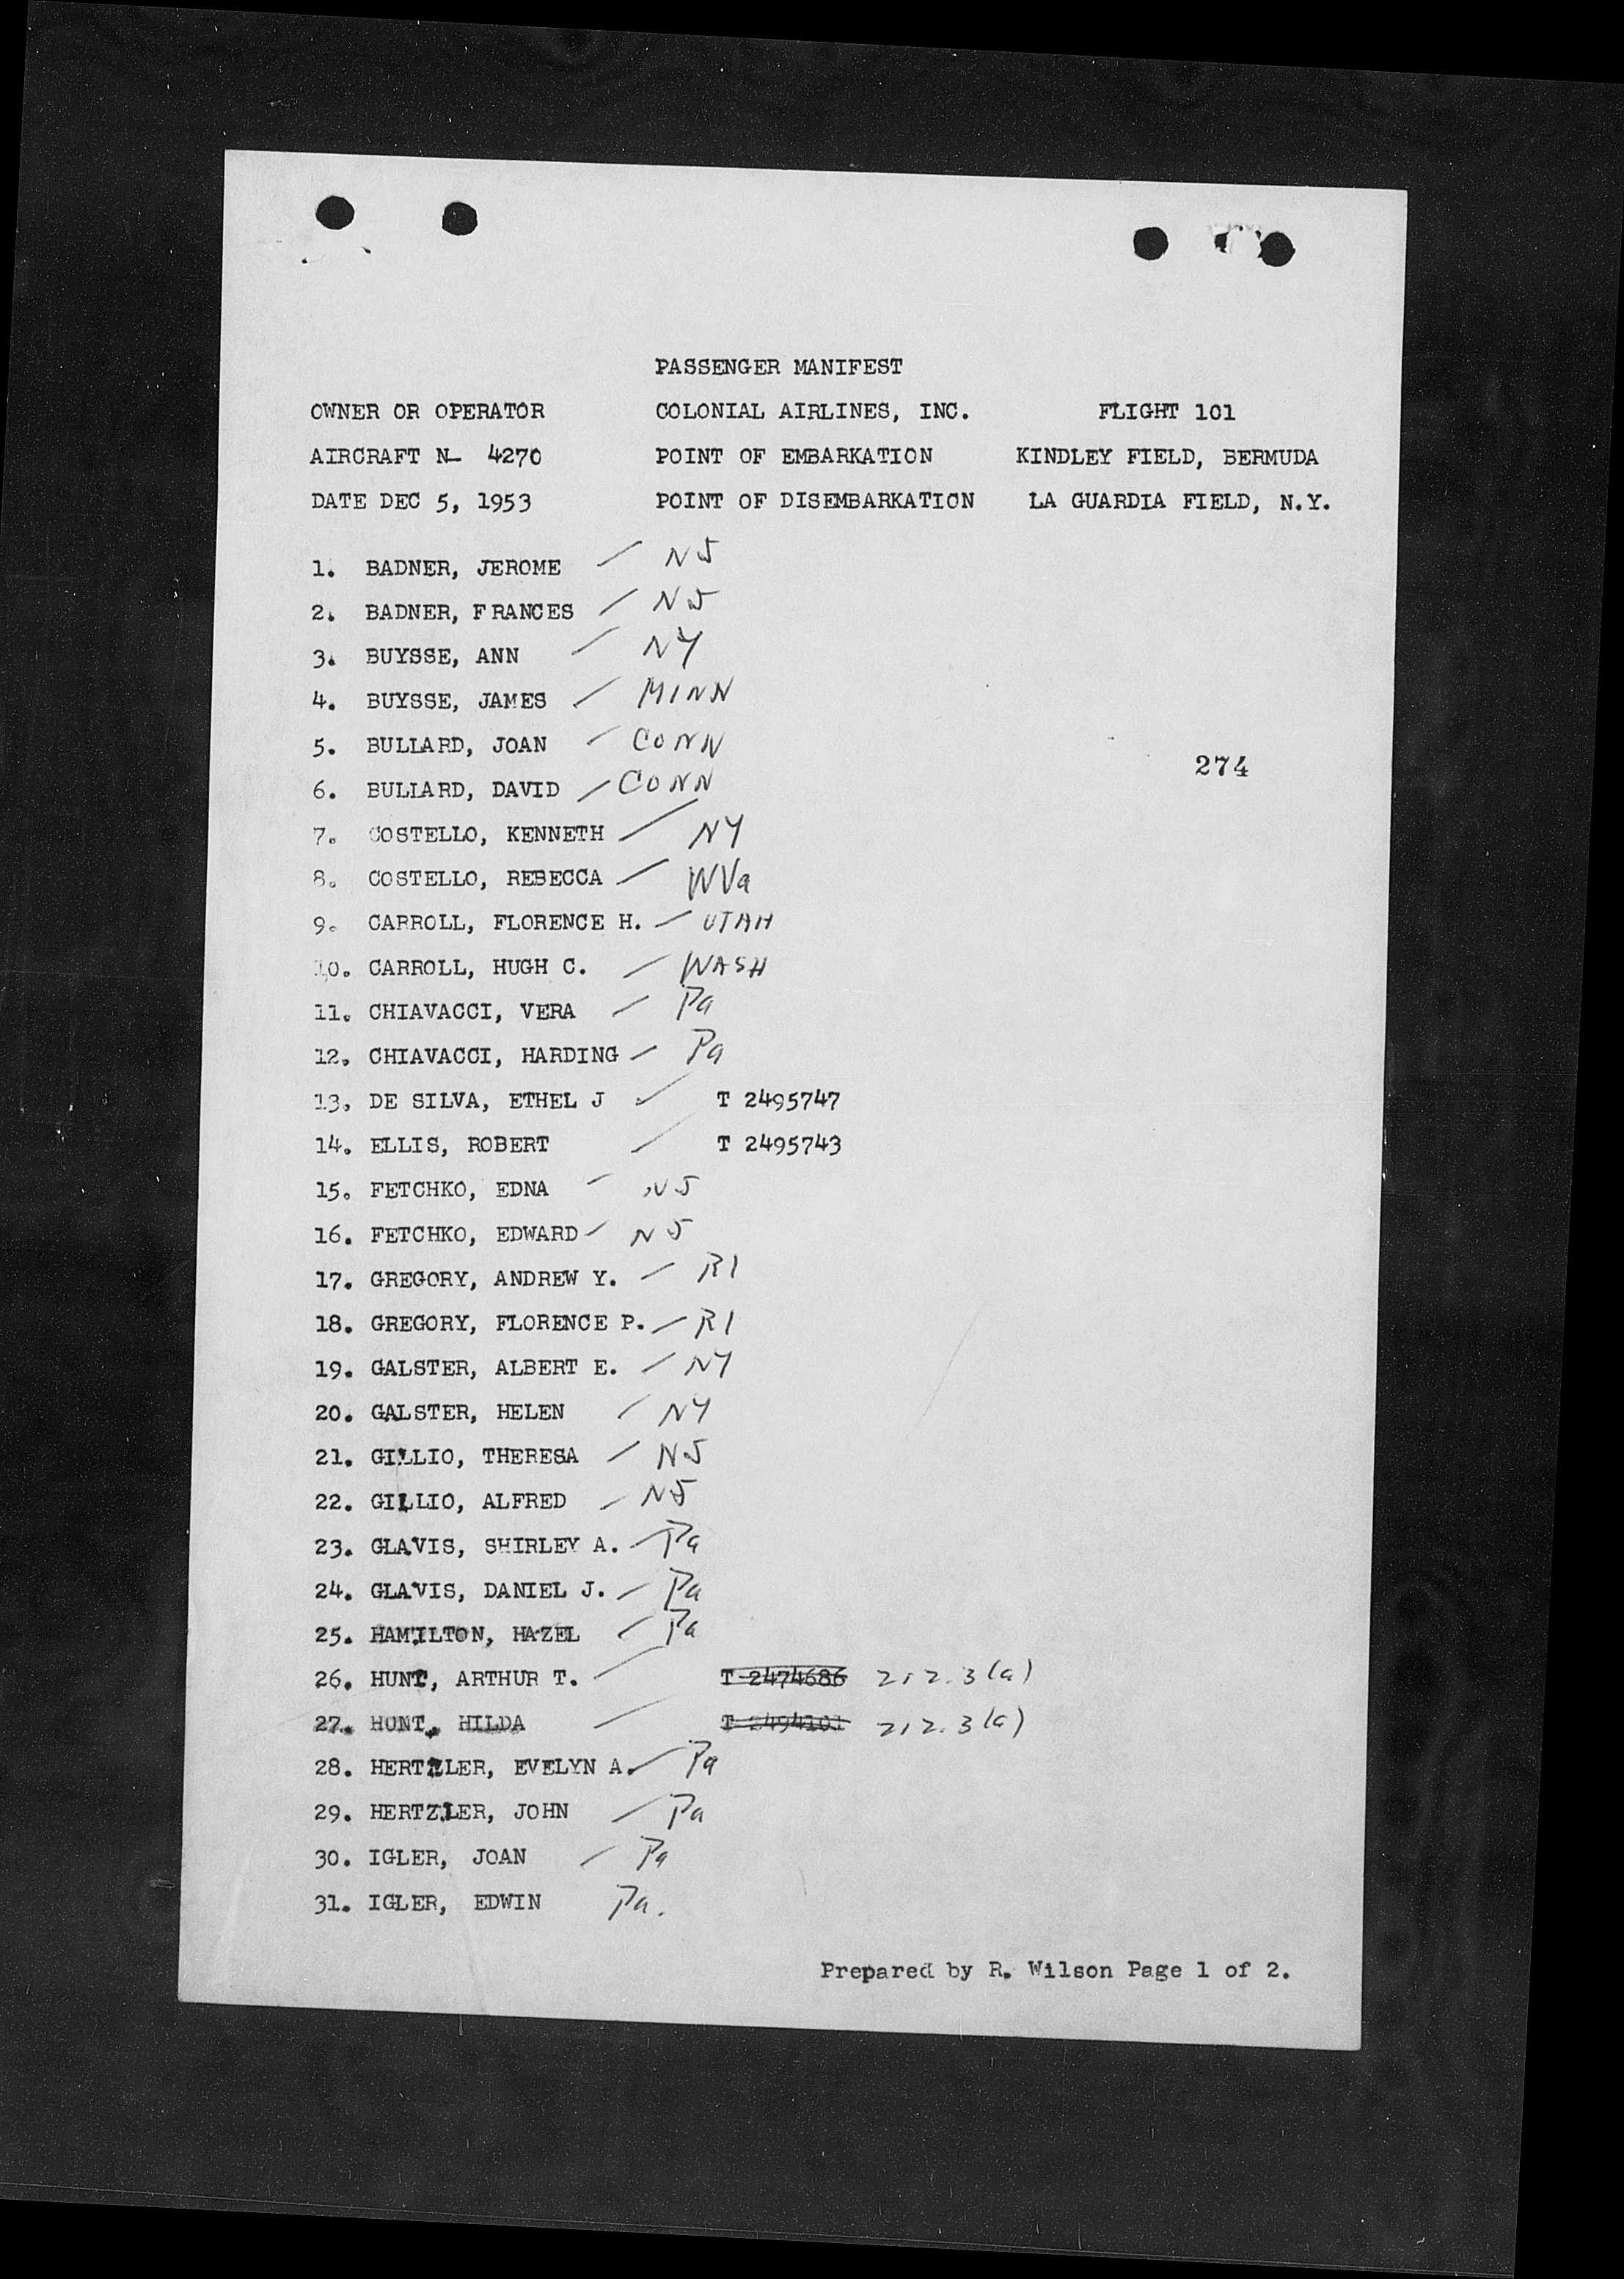 PASSENGER MANIFEST
OWNER OR OPERATOR COLONIAL AIRLINES, INC. FLIGHT 101
AIRCRAFT N- 4270 POINT OF EMBARKATION KINDLEY FIELD, BERMUDA
DATE DEC 5, 1953 POINT OF DISEMBARKATION LA GUARDIA FIELD, N.Y.
1. BADNER, JEROME / NJ
2. BADNER, FRANCES / NJ
3. BUYSSE, ANN / NY
4. BUYSSE, JAMES / MINN
5. BULLARD, JOAN / CONN
274
6. BULLARD, DAVID / CONN
7. COSTELLO, KENNETH / NY
8. COSTELLO, REBECCA / WVa
9. CARROLL, FLORENCE H. / UTAH
10. CARROLL, HUGH C. / WASH
11. CHIAVACCI, VERA / Pa
12. CHIAVACCI, HARDING / Pa
13. DE SILVA, ETHEL J / T 2495747
14. ELLIS, ROBERT / T 2495743
15. FETCHKO, EDNA / NJ
16. FETCHKO, EDWARD / NJ
17. GREGORY, ANDREW Y. / RI
18. GREGORY, FLORENCE P. / RI
19. GALSTER, ALBERT E. / NY
20. GALSTER, HELEN / NY
21. GILLIO, THERESA / NJ
22. GILLIO, ALFRED / NJ
23. GLAVIS, SHIRLEY A. / Pa
24. GLAVIS, DANIEL J. / Pa
25. HAMILTON, HAZEL / Pa
26. HUNT, ARTHUR T. / T 2474686 212.3(a)
27. HUNT, HILDA / T 2494101 212.3(a)
28. HERTZLER, EVELYN A. / Pa
29. HERTZLER, JOHN / Pa
30. IGLER, JOAN / Pa
31. IGLER, EDWIN Pa.
Prepared by R. Wilson Page 1 of 2.